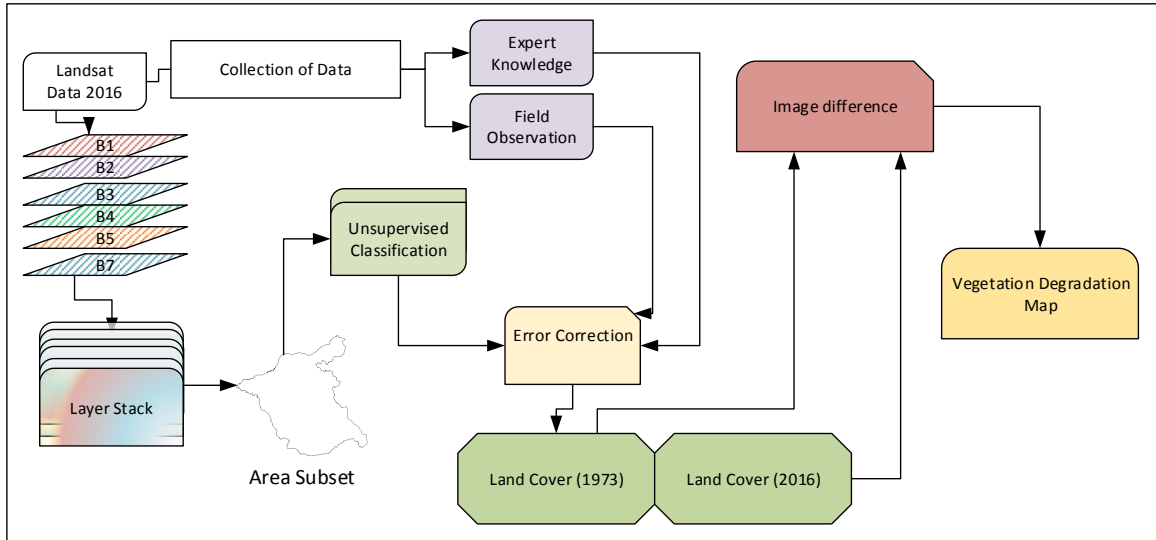 Landsat
Data 2016
Collection of Data
Expert
Knowledge
Field
Observation
Image difference
B1
B2
B3
B4
B5
B7
Unsupervised
Classification
Vegetation Degradation
Map
Error Correction
Layer Stack
Area Subset
Land Cover (1973)
Land Cover (2016)